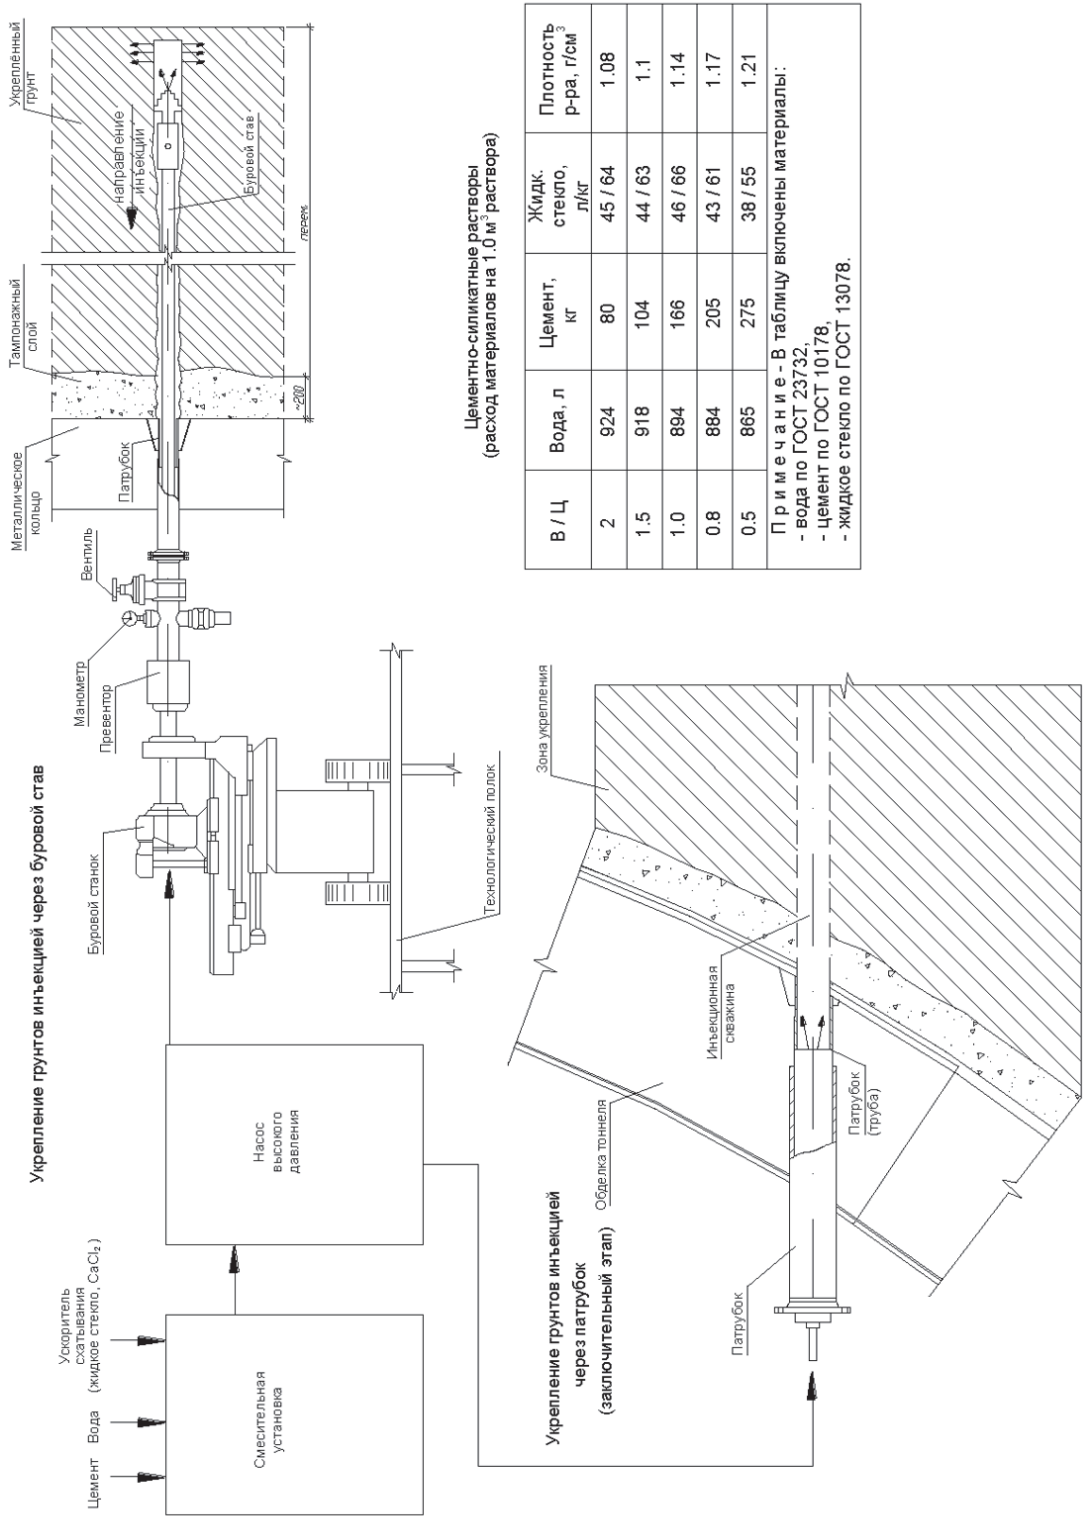 Укрепление грунтов инъекцией через буровой став
Цемент
Вода
Ускоритель
схатывания
(жидкое стекло, CaCl₂)
Смесительная
установка
Насос
высокого
давления
Буровой станок
Технологический полок
Превентор
Манометр
Вентиль
Металлическое
кольцо
Патрубок
Тампонажный
слой
Укреплённый
грунт
направление
инъекции
Буровой став
~200
перем.
Укрепление грунтов инъекцией
через патрубок
(заключительный этап)
Патрубок
Обделка тоннеля
Патрубок
(труба)
Инъекционная
скважина
Зона укрепления
Цементно-силикатные растворы
(расход материалов на 1.0 м³ раствора)
В / Ц Вода, л Цемент, кг Жидк. стекло, л/кг Плотность р-ра, г/см³
2 924 80 45 / 64 1.08
1.5 918 104 44 / 63 1.1
1.0 894 166 46 / 66 1.14
0.8 884 205 43 / 61 1.17
0.5 865 275 38 / 55 1.21
П р и м е ч а н и е - В таблицу включены материалы:
- вода по ГОСТ 23732,
- цемент по ГОСТ 10178,
- жидкое стекло по ГОСТ 13078.